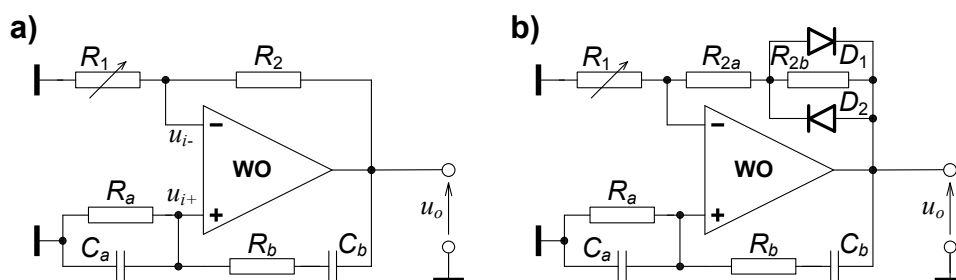 a)
R1
R2
ui-
WO
ui+
Ra
Ca
Rb
Cb
uo
b)
R1
R2a
R2b
D1
D2
WO
Ra
Ca
Rb
Cb
uo